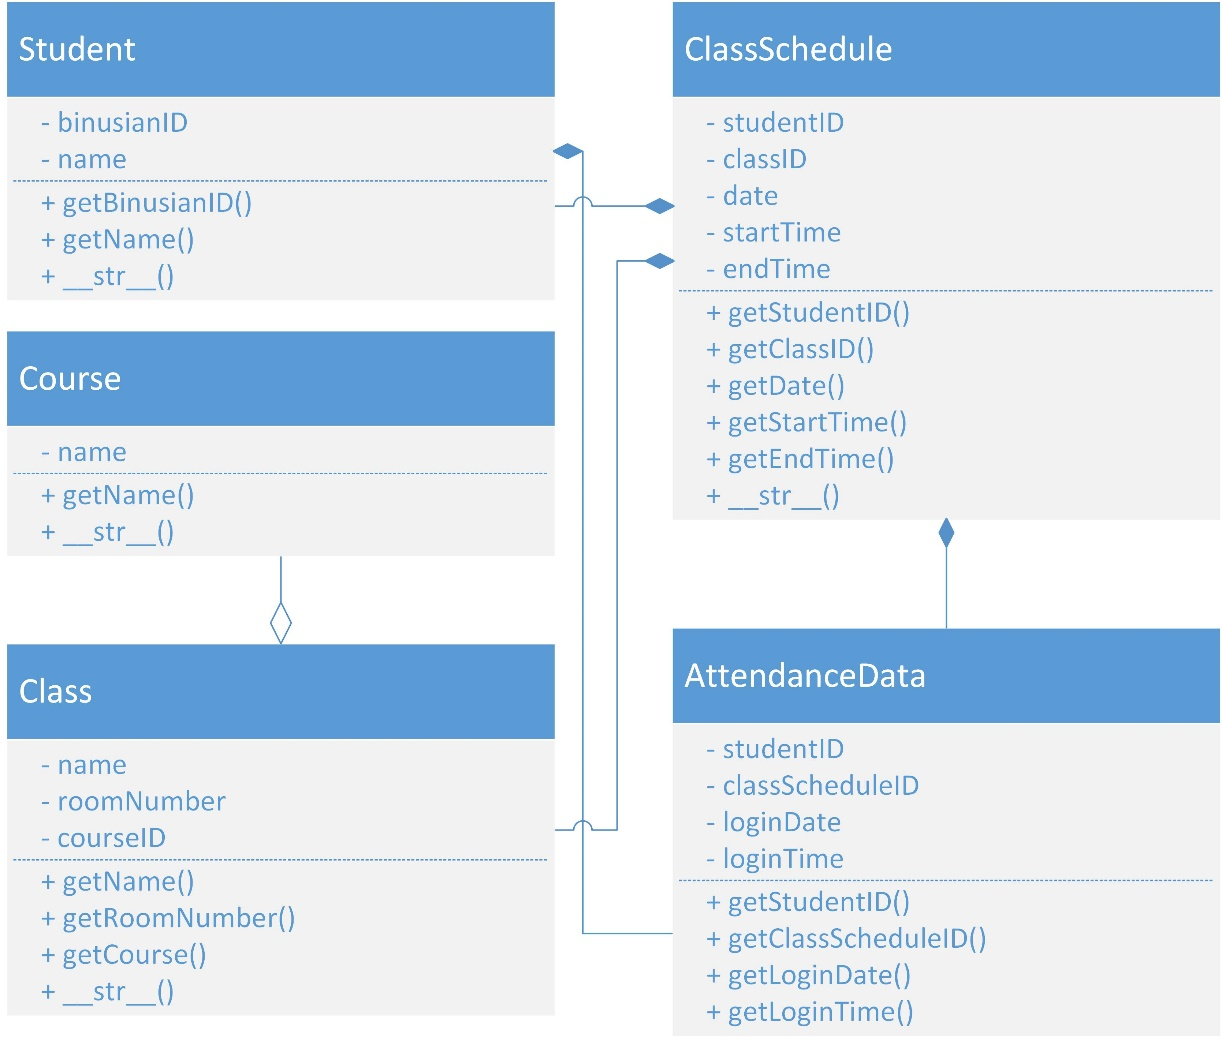 Student
- binusianID
- name
+ getBinusianID()
+ getName()
+ __str__()
Course
- name
+ getName()
+ __str__()
Class
- name
- roomNumber
- courseID
+ getName()
+ getRoomNumber()
+ getCourse()
+ __str__()
ClassSchedule
- studentID
- classID
- date
- startTime
- endTime
+ getStudentID()
+ getClassID()
+ getDate()
+ getStartTime()
+ getEndTime()
+ __str__()
AttendanceData
- studentID
- classScheduleID
- loginDate
- loginTime
+ getStudentID()
+ getClassScheduleID()
+ getLoginDate()
+ getLoginTime()